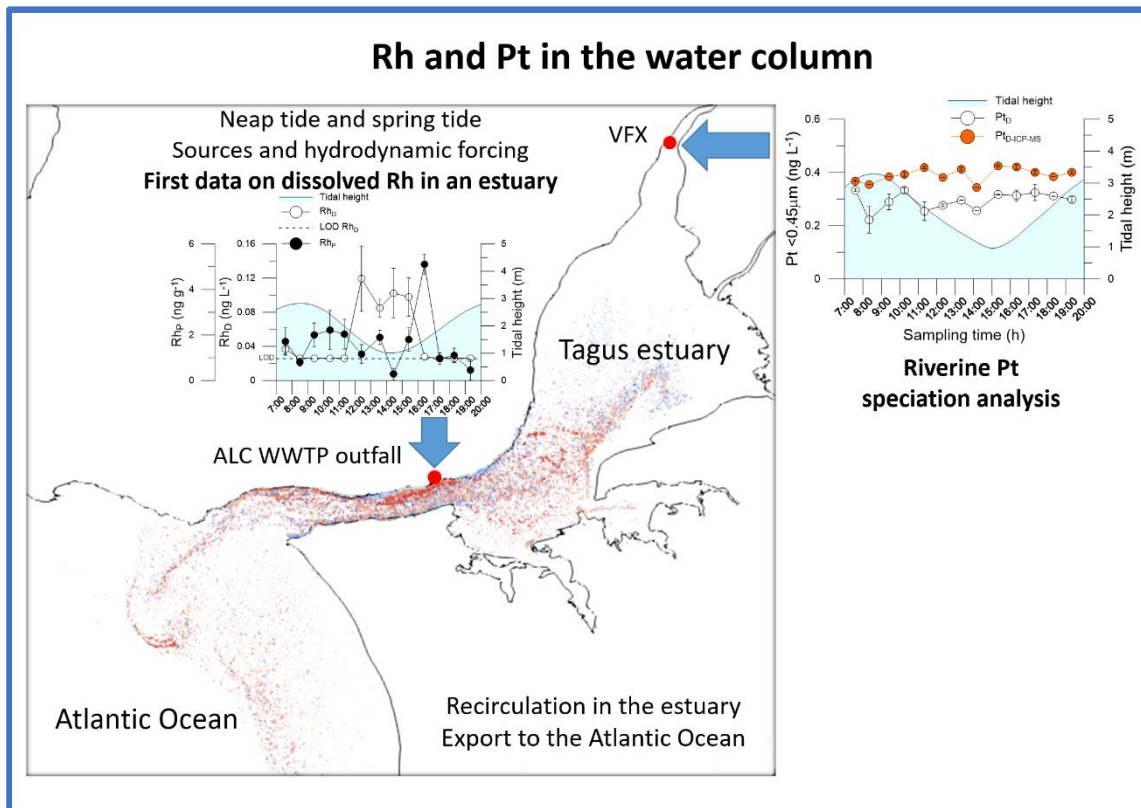 Rh and Pt in the water column
Neap tide and spring tide
Sources and hydrodynamic forcing
First data on dissolved Rh in an estuary
Tidal height
RhD
LOD RhD
RhP
RhP (ng g-1)
6
4
2
0
RhD (ng L-1)
0.16
0.12
0.08
0.04
0
LOD
5
4
3
2
1
0
Tidal height (m)
7:00
8:00
9:00
10:00
11:00
12:00
13:00
14:00
15:00
16:00
17:00
18:00
19:00
20:00
ALC WWTP outfall
VFX
Tagus estuary
Atlantic Ocean
Recirculation in the estuary
Export to the Atlantic Ocean
Tidal height
PtD
PtD-ICP-MS
Pt <0.45µm (ng L-1)
0.6
0.4
0.2
0
5
4
3
2
1
0
Tidal height (m)
7:00
8:00
9:00
10:00
11:00
12:00
13:00
14:00
15:00
16:00
17:00
18:00
19:00
20:00
Sampling time (h)
Riverine Pt
speciation analysis